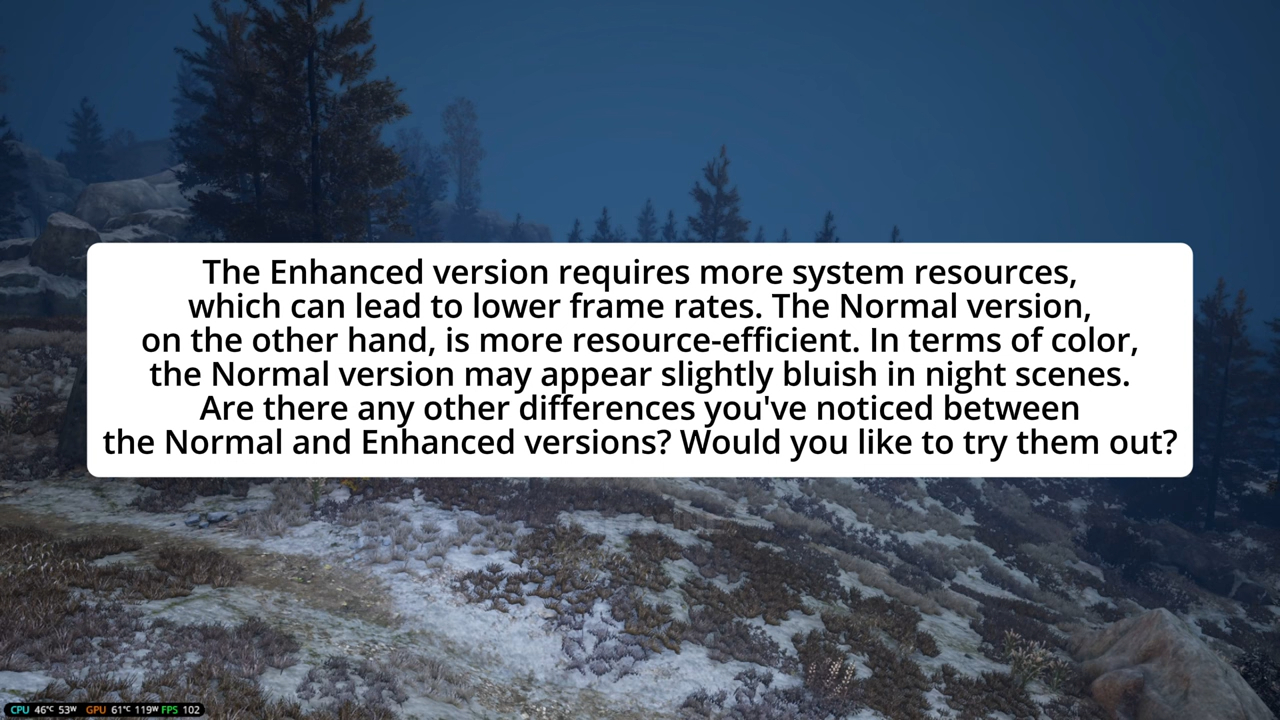 The Enhanced version requires more system resources,
which can lead to lower frame rates. The Normal version,
on the other hand, is more resource-efficient. In terms of color,
the Normal version may appear slightly bluish in night scenes.
Are there any other differences you've noticed between
the Normal and Enhanced versions? Would you like to try them out?
CPU 46°C 53W GPU 61°C 119W FPS 102